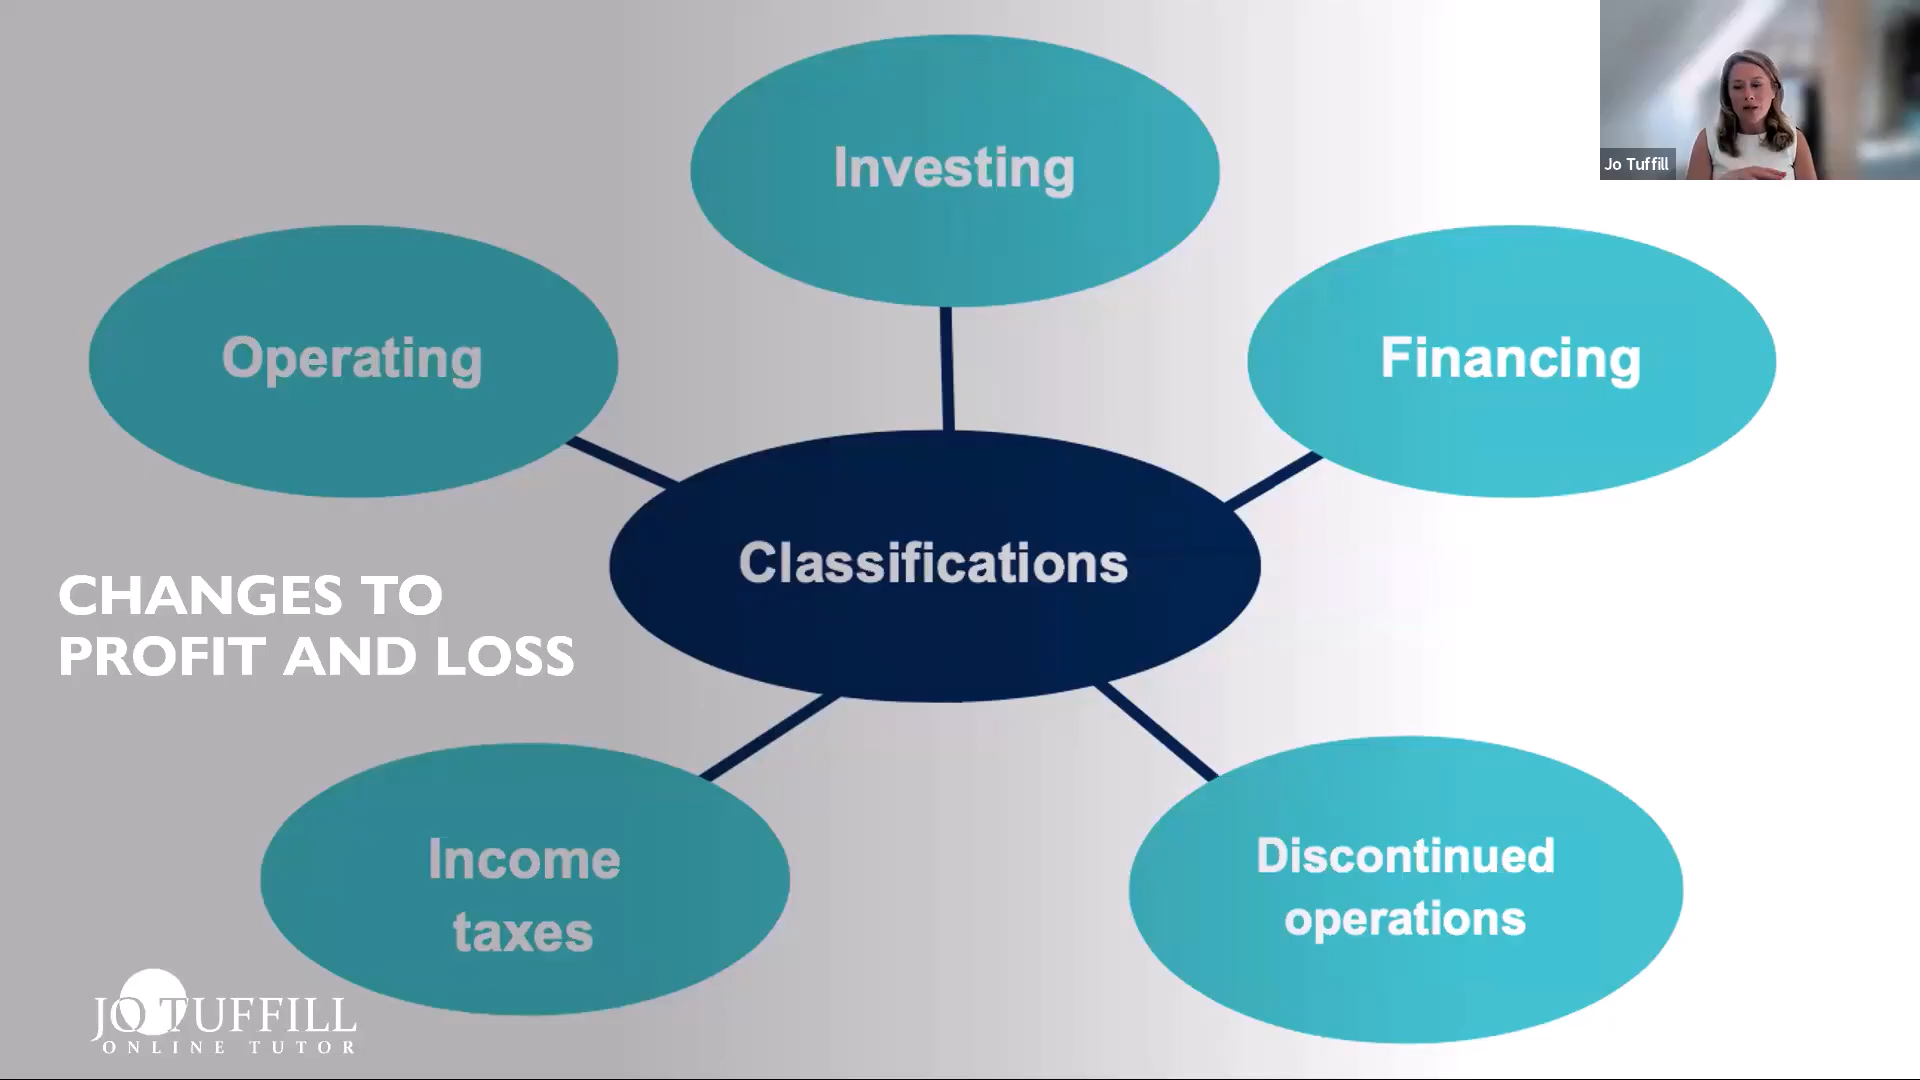 Investing
Jo Tuffill
Operating
Financing
Classifications
CHANGES TO
PROFIT AND LOSS
Income
taxes
Discontinued
operations
JO TUFFILL
ONLINE TUTOR